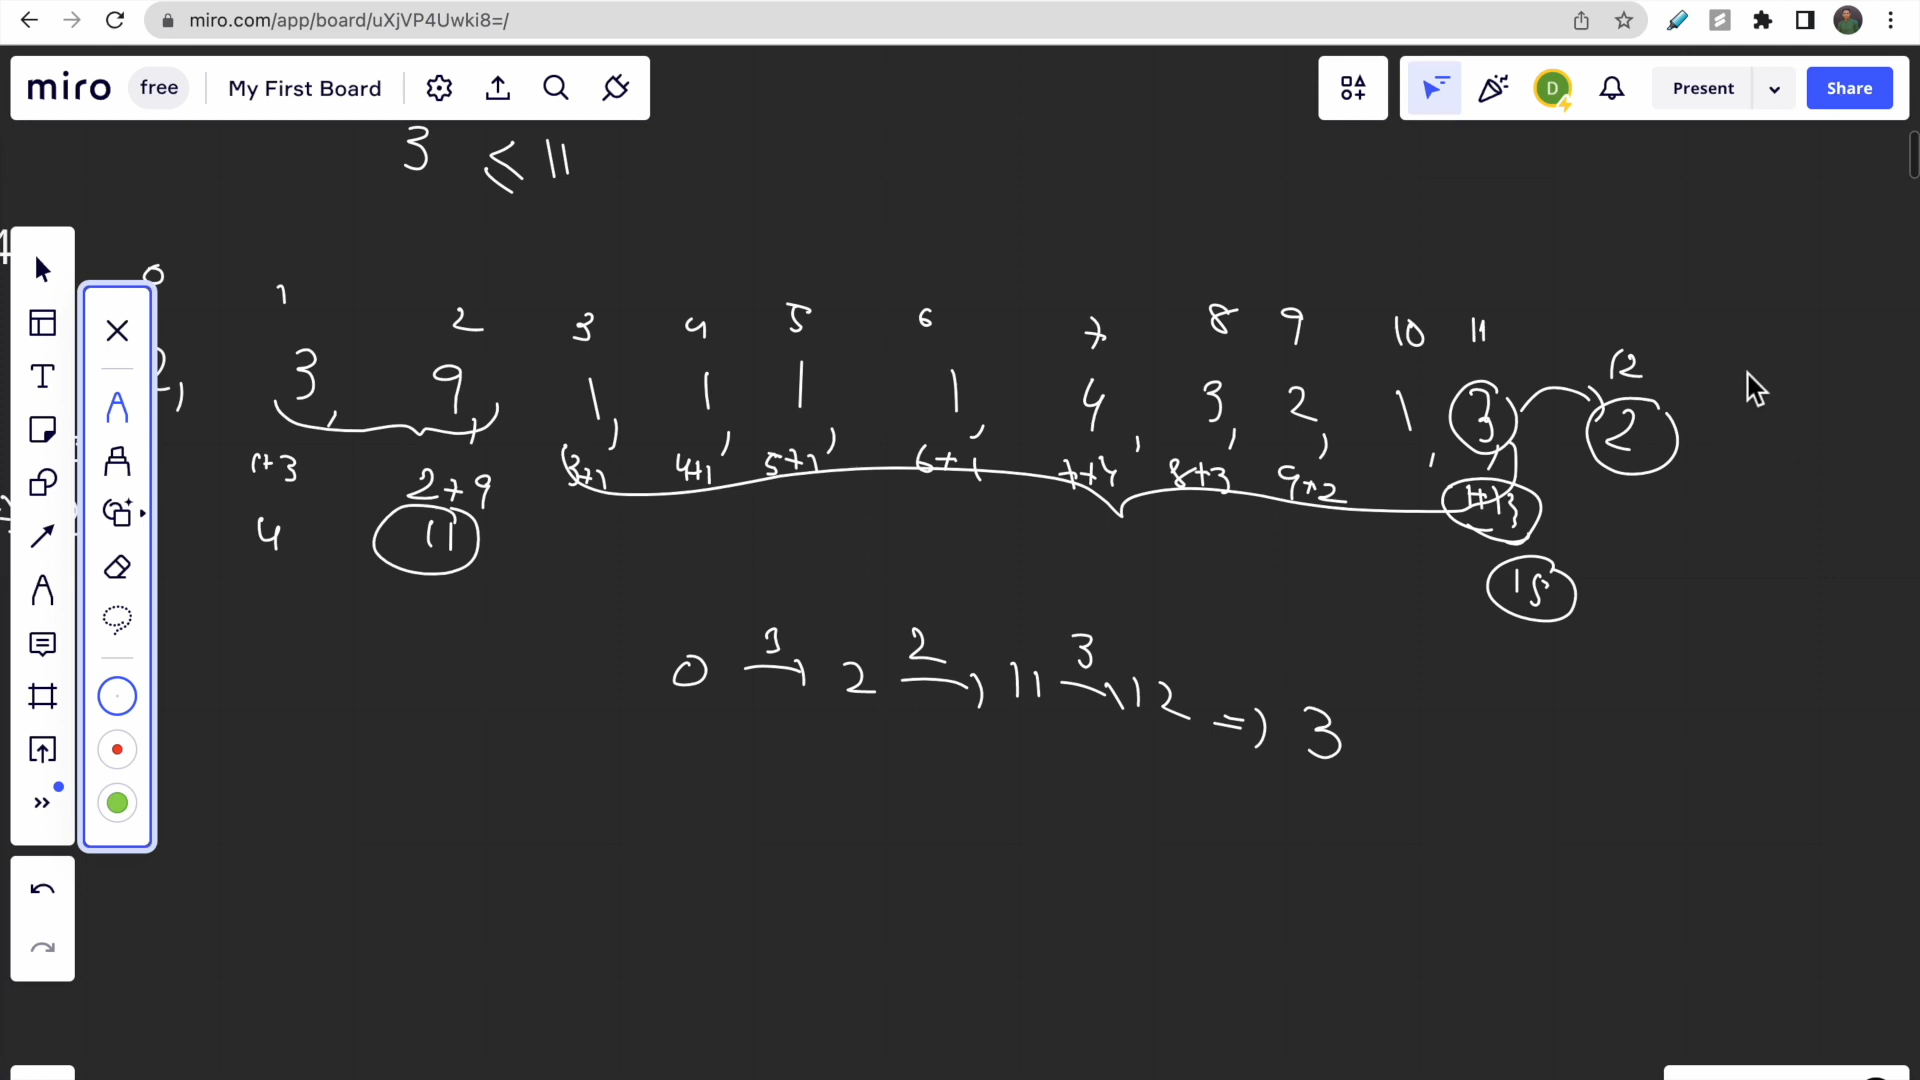 miro.com/app/board/uXjVP4Uwki8=/
miro free My First Board D Present Share
3 ≤ 11
0 1 2 3 4 5 6 7 8 9 10 11 12
2, 3, 9, 1, 1, 1, 1, 4, 3, 2, 1, 3, 2
1+3 2+9 3+1 4+1 5+1 6+1 7+4 8+3 9+2 11+3
4 11
15
3 2 3
0 → 2 → 11 → 12 => 3